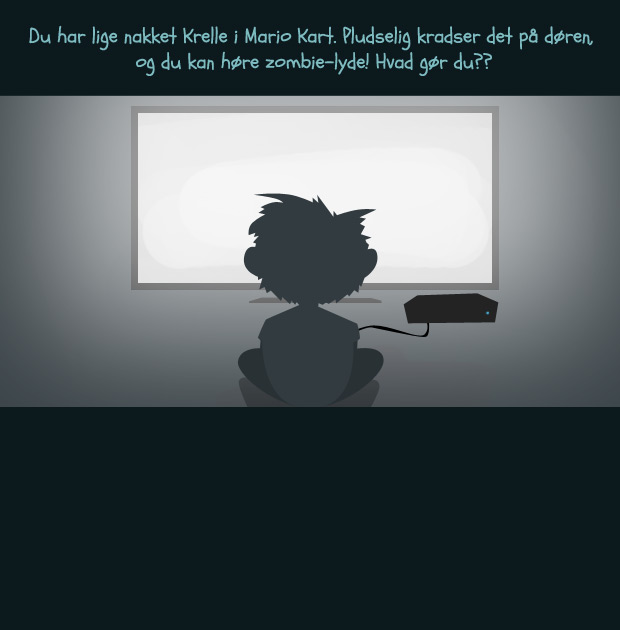 Du har lige nakket Krelle i Mario Kart. Pludselig kradser det på døren,
og du kan høre zombie-lyde! Hvad gør du??